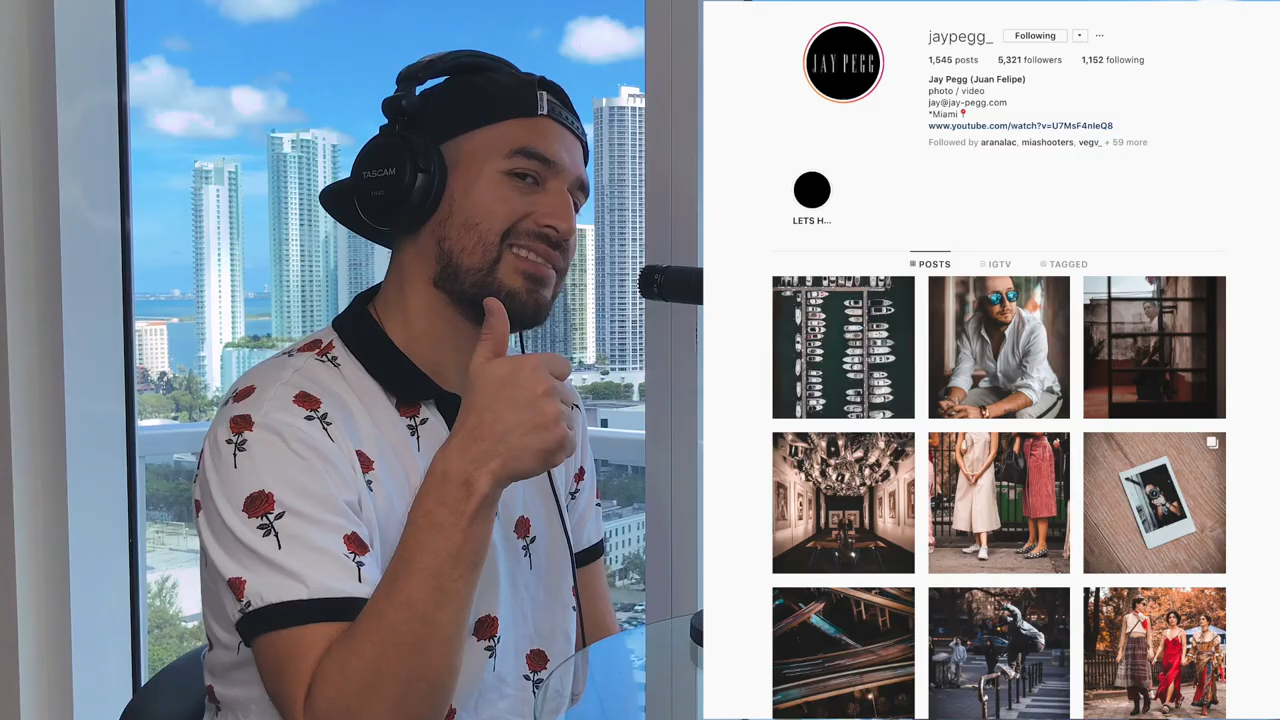 TASCAM
JAY PEGG
jaypegg_ Following
1,545 posts 5,321 followers 1,152 following
Jay Pegg (Juan Felipe)
photo / video
jay@jay-pegg.com
*Miami📍
www.youtube.com/watch?v=U7MsF4nIeQ8
Followed by aranalac, miashooters, vegv_ + 59 more
LETS H...
POSTS IGTV TAGGED